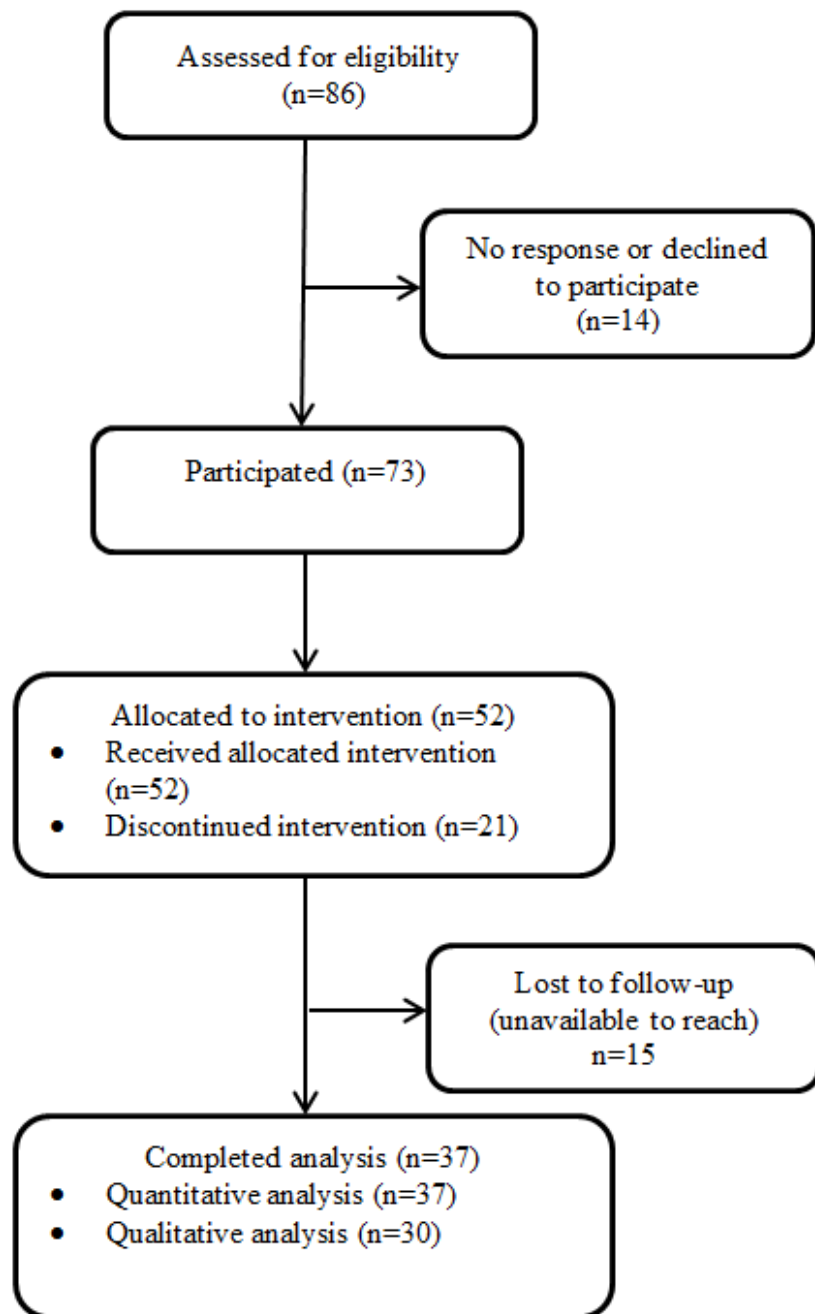 Assessed for eligibility
(n=86)
No response or declined
to participate
(n=14)
Participated (n=73)
Allocated to intervention (n=52)
• Received allocated intervention
(n=52)
• Discontinued intervention (n=21)
Lost to follow-up
(unavailable to reach)
n=15
Completed analysis (n=37)
• Quantitative analysis (n=37)
• Qualitative analysis (n=30)